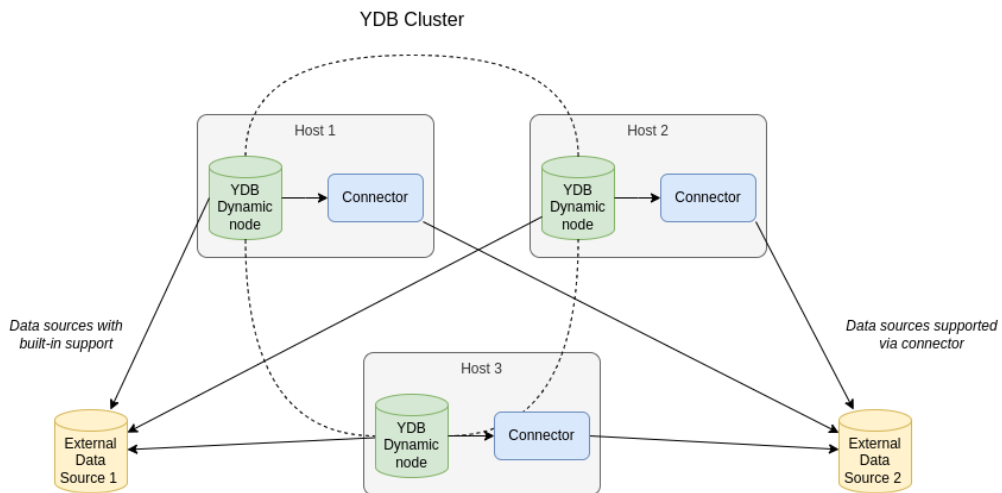 YDB Cluster
Host 1
YDB
Dynamic
node
Connector
Host 2
YDB
Dynamic
node
Connector
Data sources with
built-in support
Data sources supported
via connector
Host 3
YDB
Dynamic
node
Connector
External
Data
Source 1
External
Data
Source 2